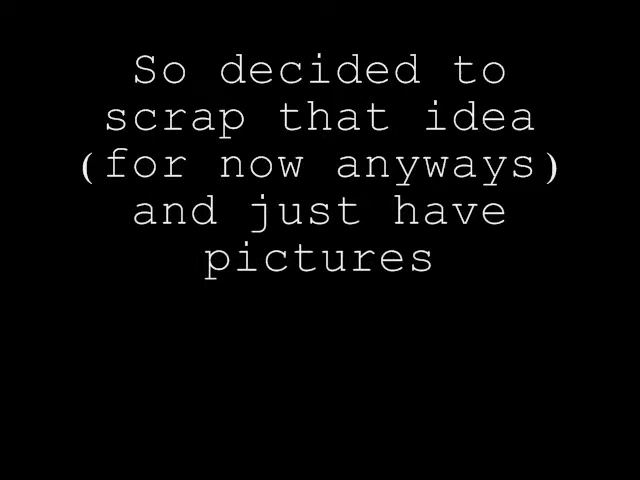 So decided to
scrap that idea
(for now anyways)
and just have
pictures